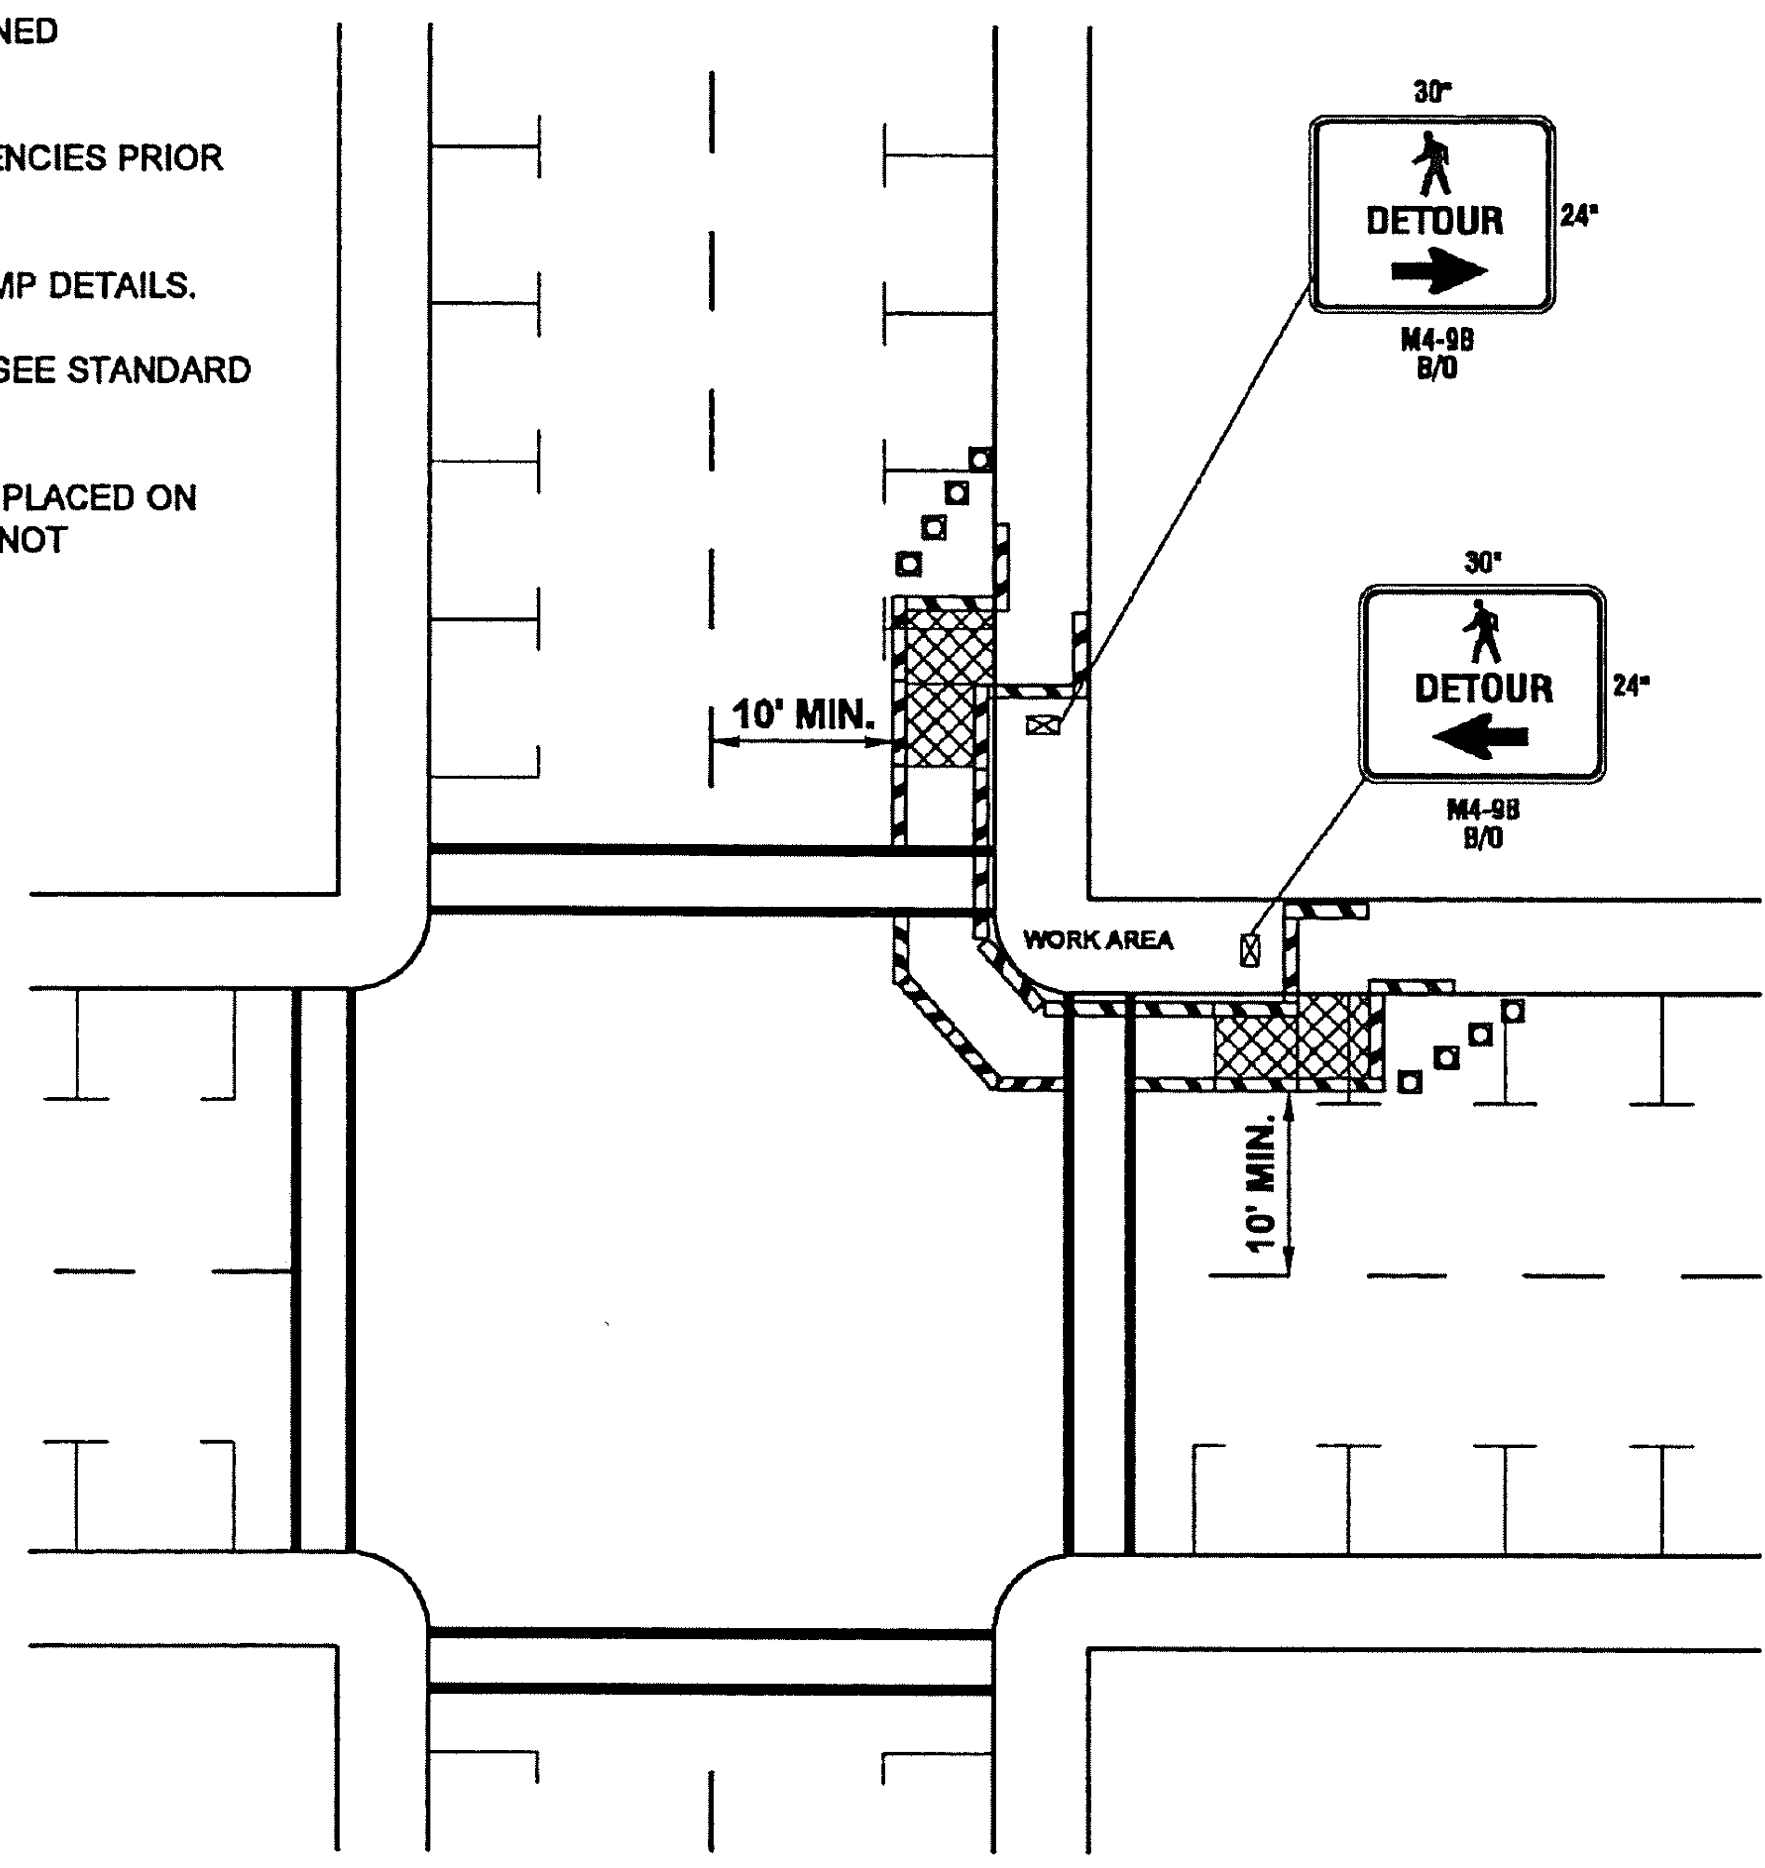 NED
ENCIES PRIOR
MP DETAILS.
SEE STANDARD
PLACED ON
NOT
30"
DETOUR
24"
M4-9B
B/O
30"
DETOUR
24"
M4-9B
B/O
10' MIN.
WORK AREA
10' MIN.